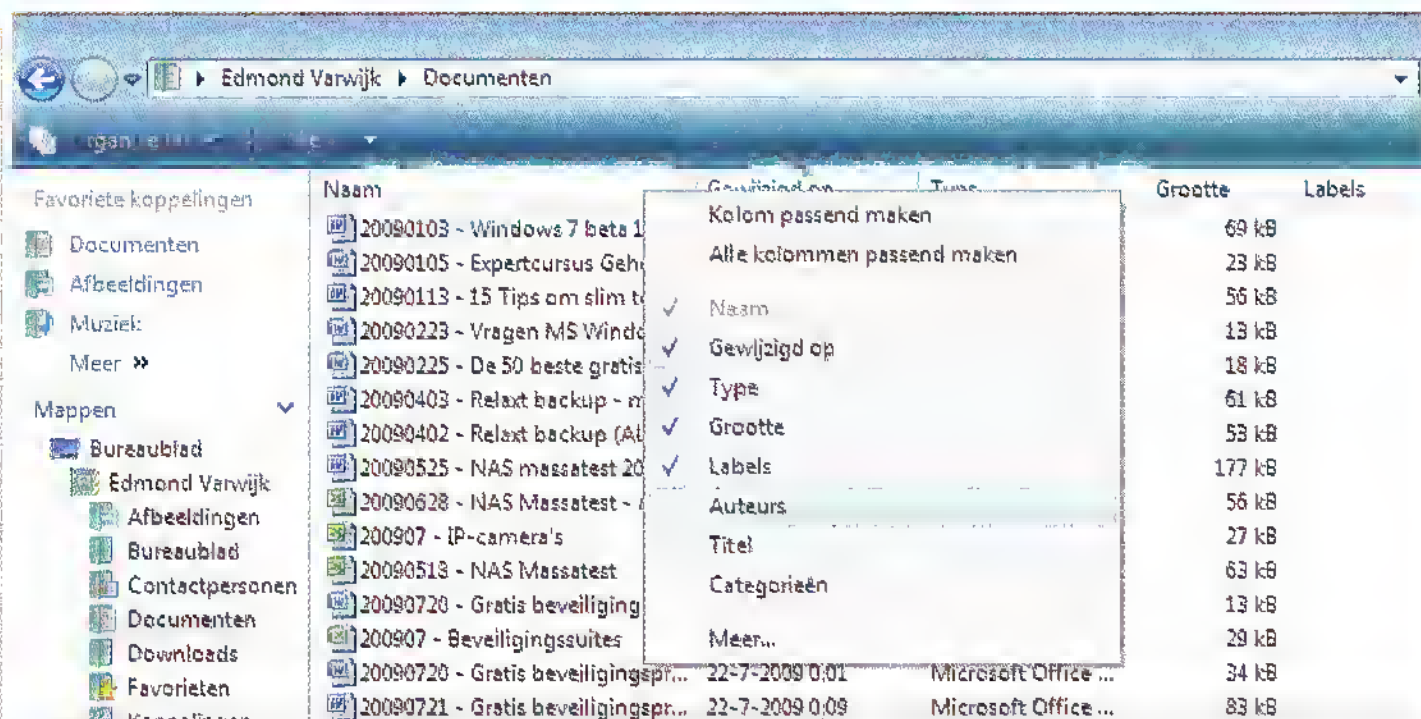 Edmond Varwijk Documenten
Favoriete koppelingen
Documenten
Afbeeldingen
Muziek
Meer »
Mappen
Bureaublad
Edmond Varwijk
Afbeeldingen
Bureaublad
Contactpersonen
Documenten
Downloads
Favorieten
Naam Gewijzigd op Type Grootte Labels
20090103 - Windows 7 beta 1 69 kB
20090105 - Expertcursus Geh 23 kB
20090113 - 15 Tips om slim t 56 kB
20090223 - Vragen MS Windo 13 kB
20090225 - De 50 beste gratis 18 kB
20090403 - Relaxt backup - m 61 kB
20090402 - Relaxt backup (AL 53 kB
20090525 - NAS massatest 20 177 kB
20090628 - NAS Massatest - 56 kB
200907 - IP-camera's 27 kB
20090518 - NAS Massatest 63 kB
20090720 - Gratis beveiliging 13 kB
200907 - Beveiligingssuites 29 kB
20090720 - Gratis beveiligingspr... 22-7-2009 0:01 Microsoft Office ... 34 kB
20090721 - Gratis beveiligingspr... 22-7-2009 0:09 Microsoft Office ... 83 kB
Kolom passend maken
Alle kolommen passend maken
Naam
Gewijzigd op
Type
Grootte
Labels
Auteurs
Titel
Categorieën
Meer...